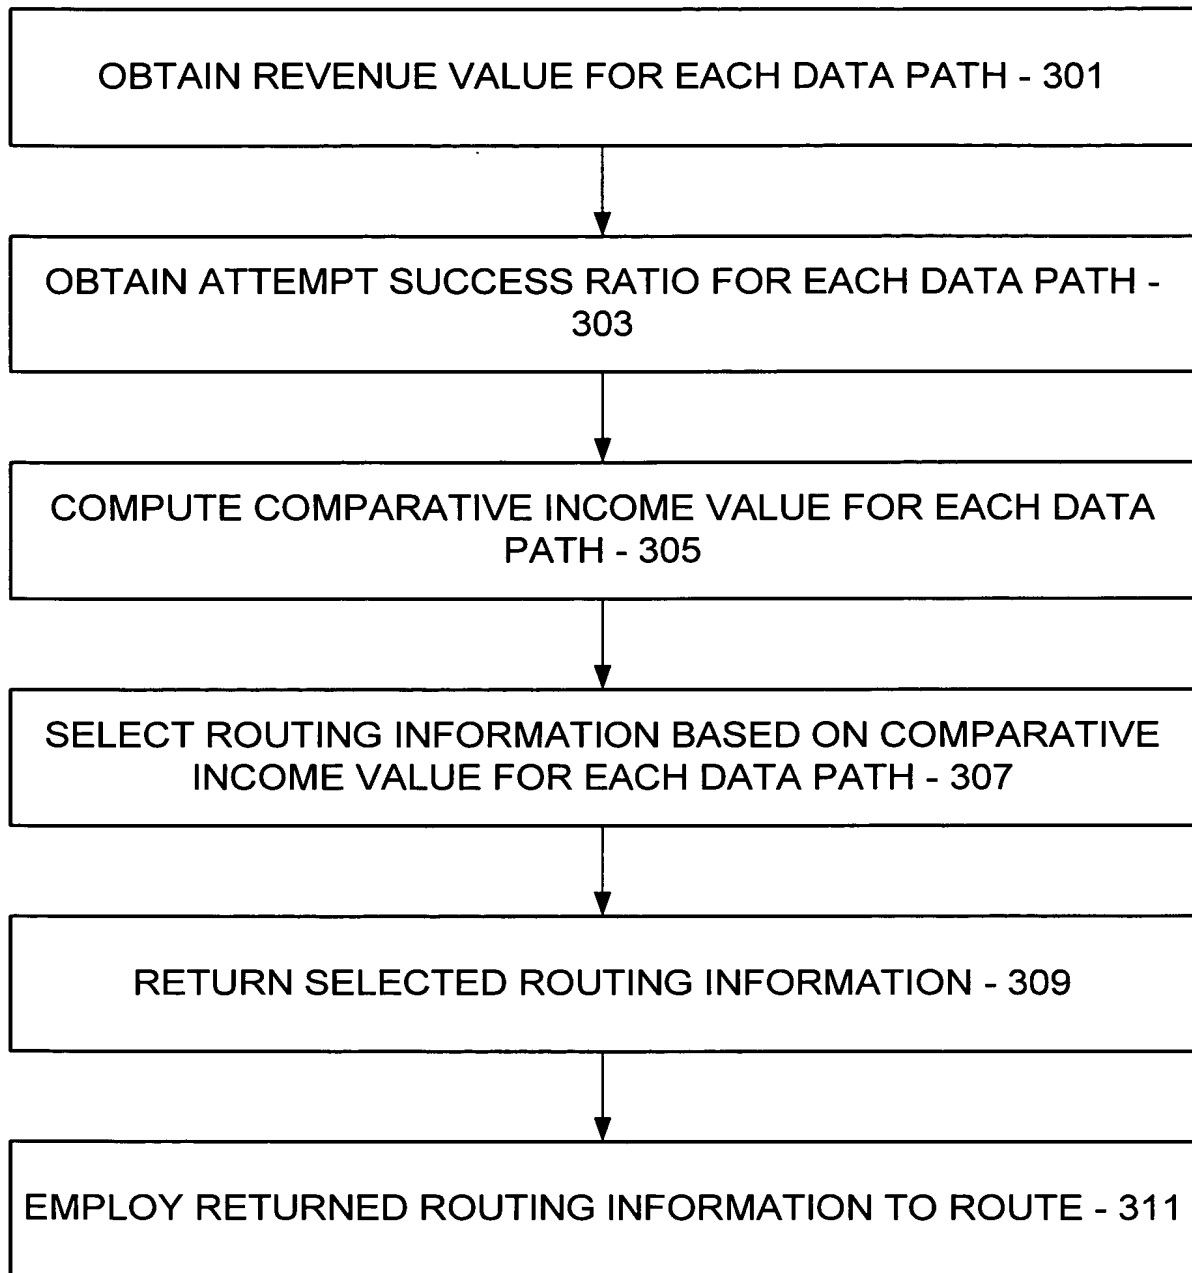 OBTAIN REVENUE VALUE FOR EACH DATA PATH - 301
OBTAIN ATTEMPT SUCCESS RATIO FOR EACH DATA PATH -
303
COMPUTE COMPARATIVE INCOME VALUE FOR EACH DATA
PATH - 305
SELECT ROUTING INFORMATION BASED ON COMPARATIVE
INCOME VALUE FOR EACH DATA PATH - 307
RETURN SELECTED ROUTING INFORMATION - 309
EMPLOY RETURNED ROUTING INFORMATION TO ROUTE - 311